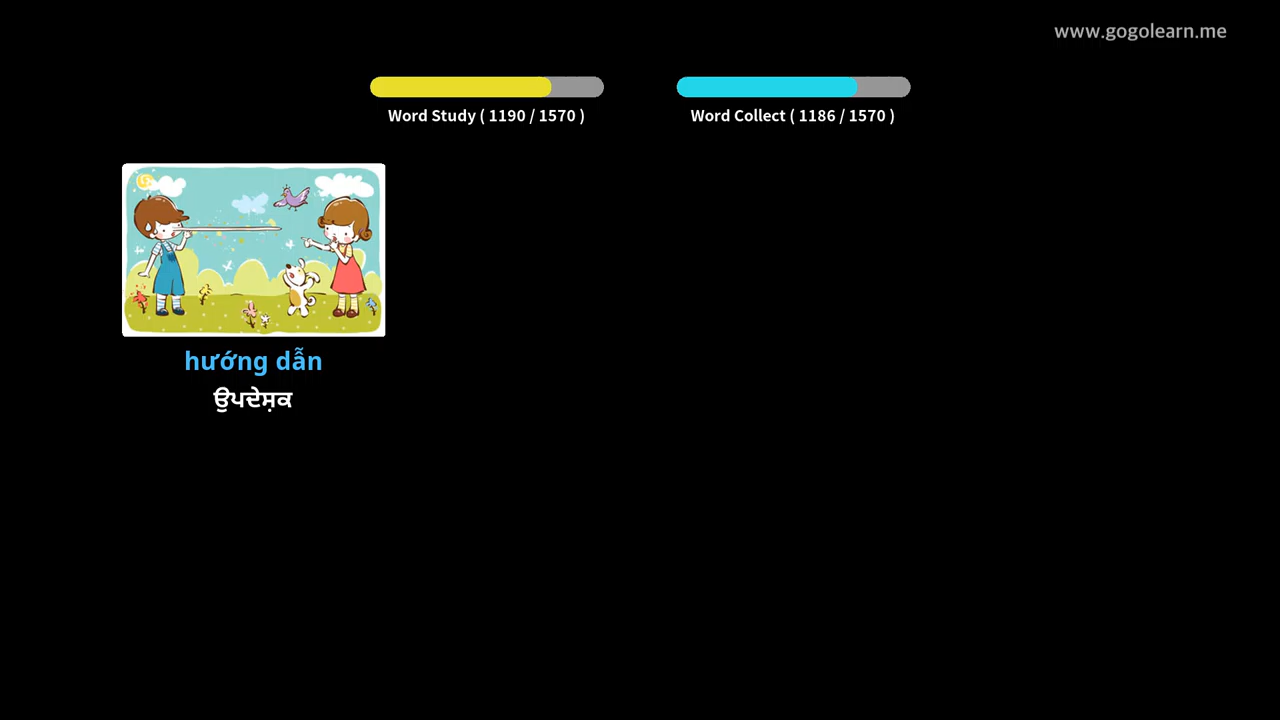 www.gogolearn.me
Word Study ( 1190 / 1570 )
Word Collect ( 1186 / 1570 )
hướng dẫn
ਉਪਦੇਸ਼ਕ